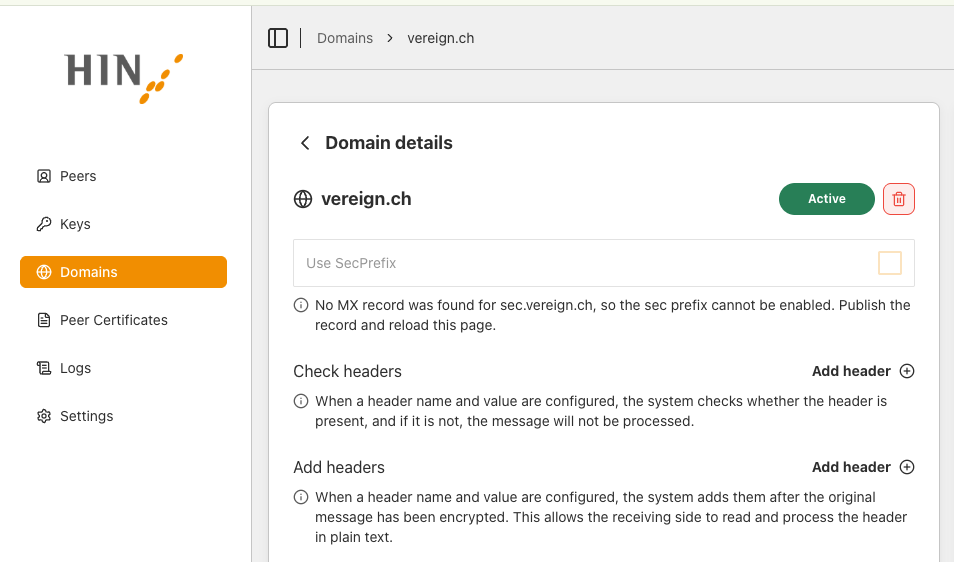 Domains > vereign.ch
HIN
Peers
Keys
Domains
Peer Certificates
Logs
Settings
Domain details
vereign.ch
Active
Use SecPrefix
No MX record was found for sec.vereign.ch, so the sec prefix cannot be enabled. Publish the
record and reload this page.
Check headers
Add header
When a header name and value are configured, the system checks whether the header is
present, and if it is not, the message will not be processed.
Add headers
Add header
When a header name and value are configured, the system adds them after the original
message has been encrypted. This allows the receiving side to read and process the header
in plain text.